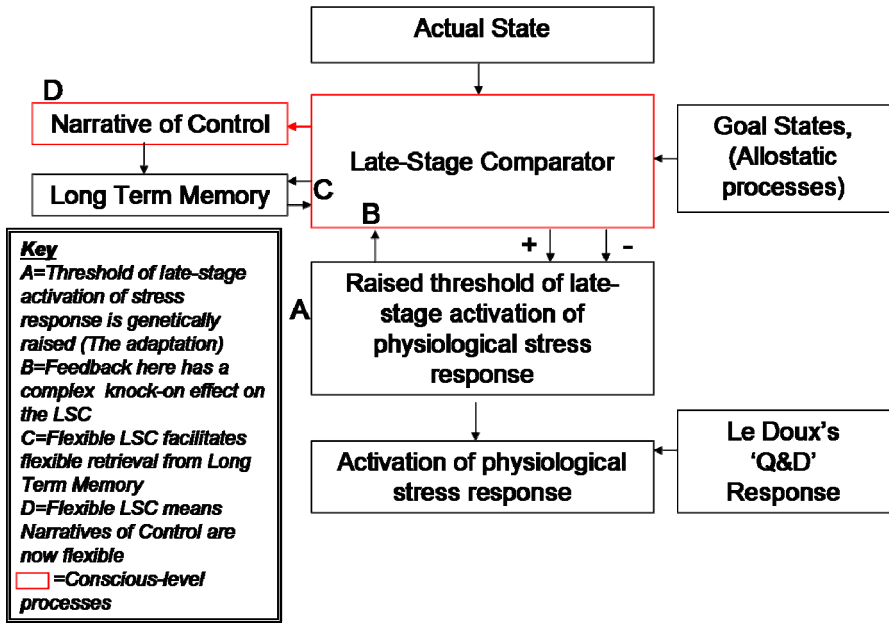 Actual State
D
Narrative of Control
Late-Stage Comparator
Goal States,
(Allostatic
processes)
Long Term Memory
C
B
+
-
Key
A=Threshold of late-stage
activation of stress
response is genetically
raised (The adaptation)
B=Feedback here has a
complex knock-on effect on
the LSC
C=Flexible LSC facilitates
flexible retrieval from Long
Term Memory
D=Flexible LSC means
Narratives of Control are
now flexible
=Conscious-level
processes
A
Raised threshold of late-
stage activation of
physiological stress
response
Activation of physiological
stress response
Le Doux's
'Q&D'
Response